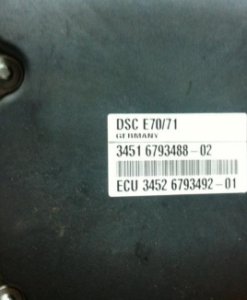 DSC E70/71
GERMANY
3451 6793488-02
ECU 3452 6793492-01